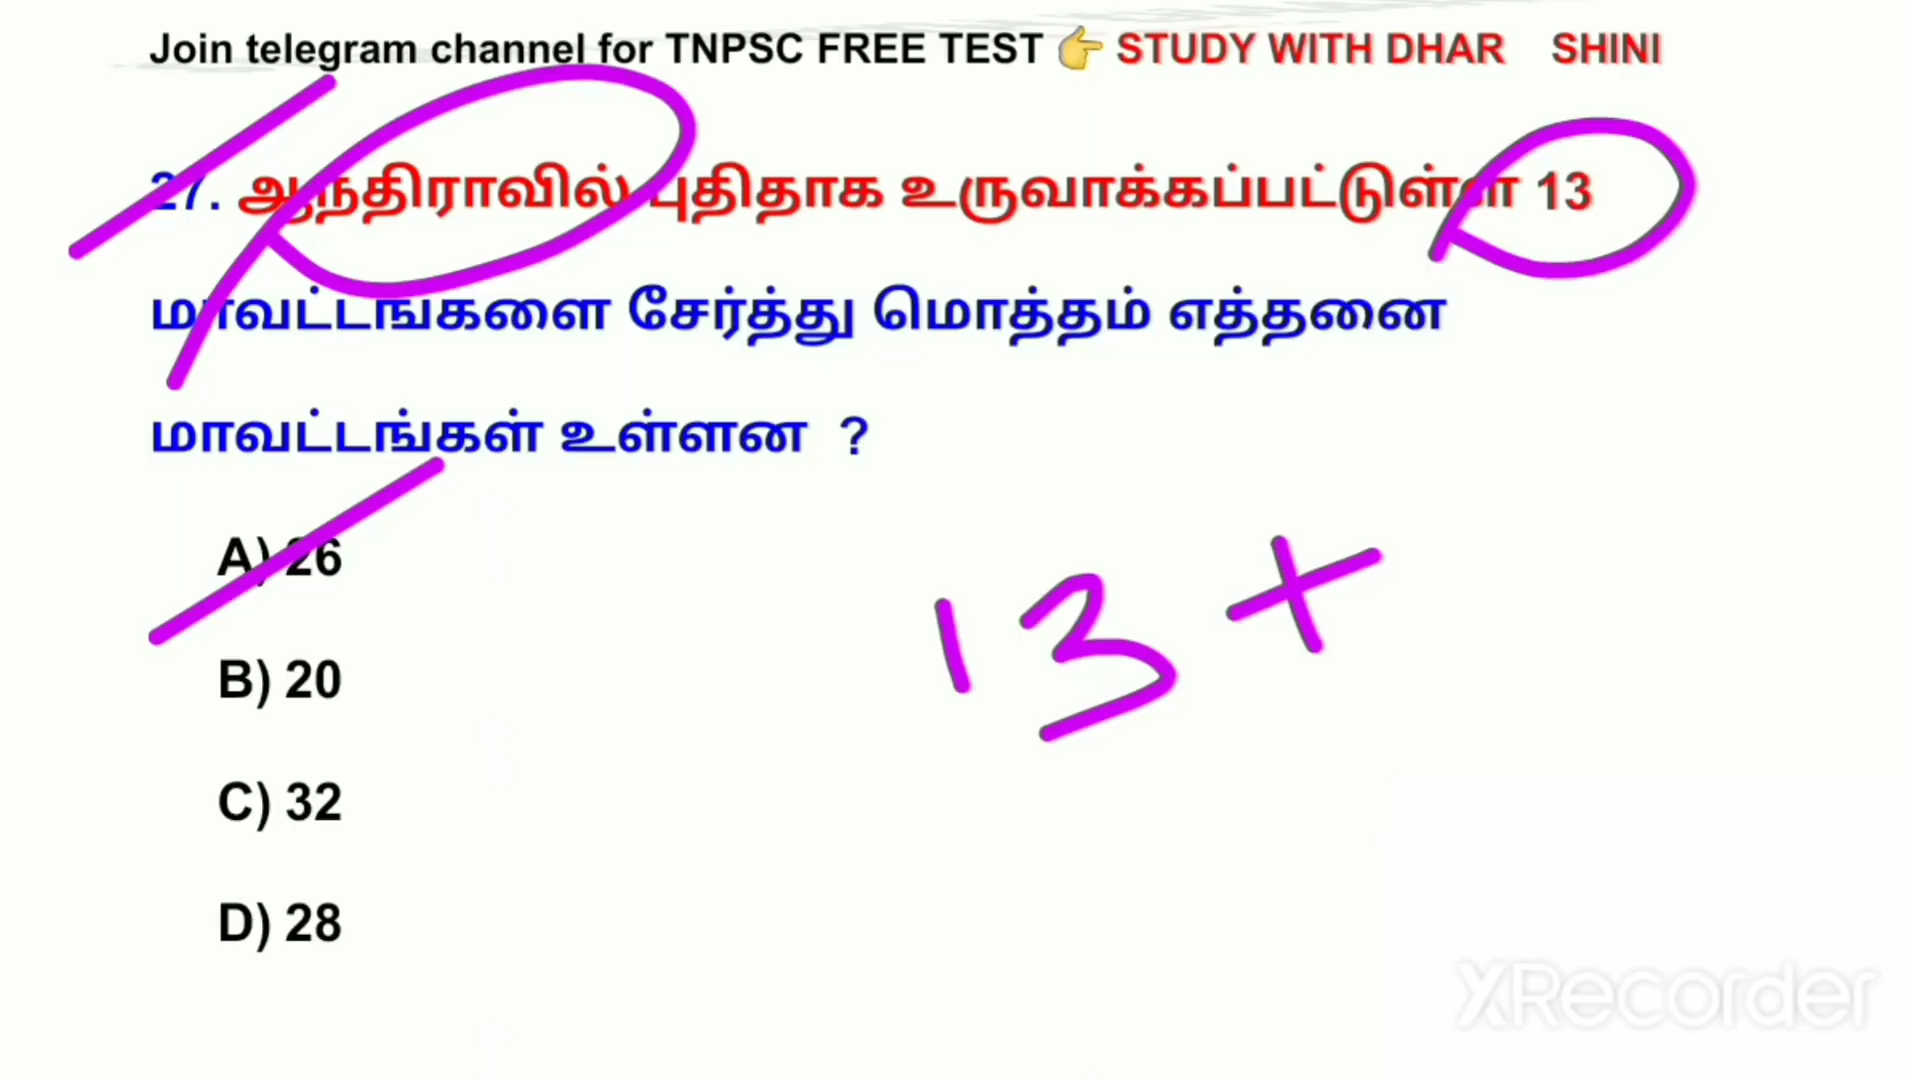 Join telegram channel for TNPSC FREE TEST 👉 STUDY WITH DHAR SHINI
27. ஆந்திராவில் புதிதாக உருவாக்கப்பட்டுள்ள 13
மாவட்டங்களை சேர்த்து மொத்தம் எத்தனை
மாவட்டங்கள் உள்ளன ?
A) 26
13 +
B) 20
C) 32
D) 28
XRecorder